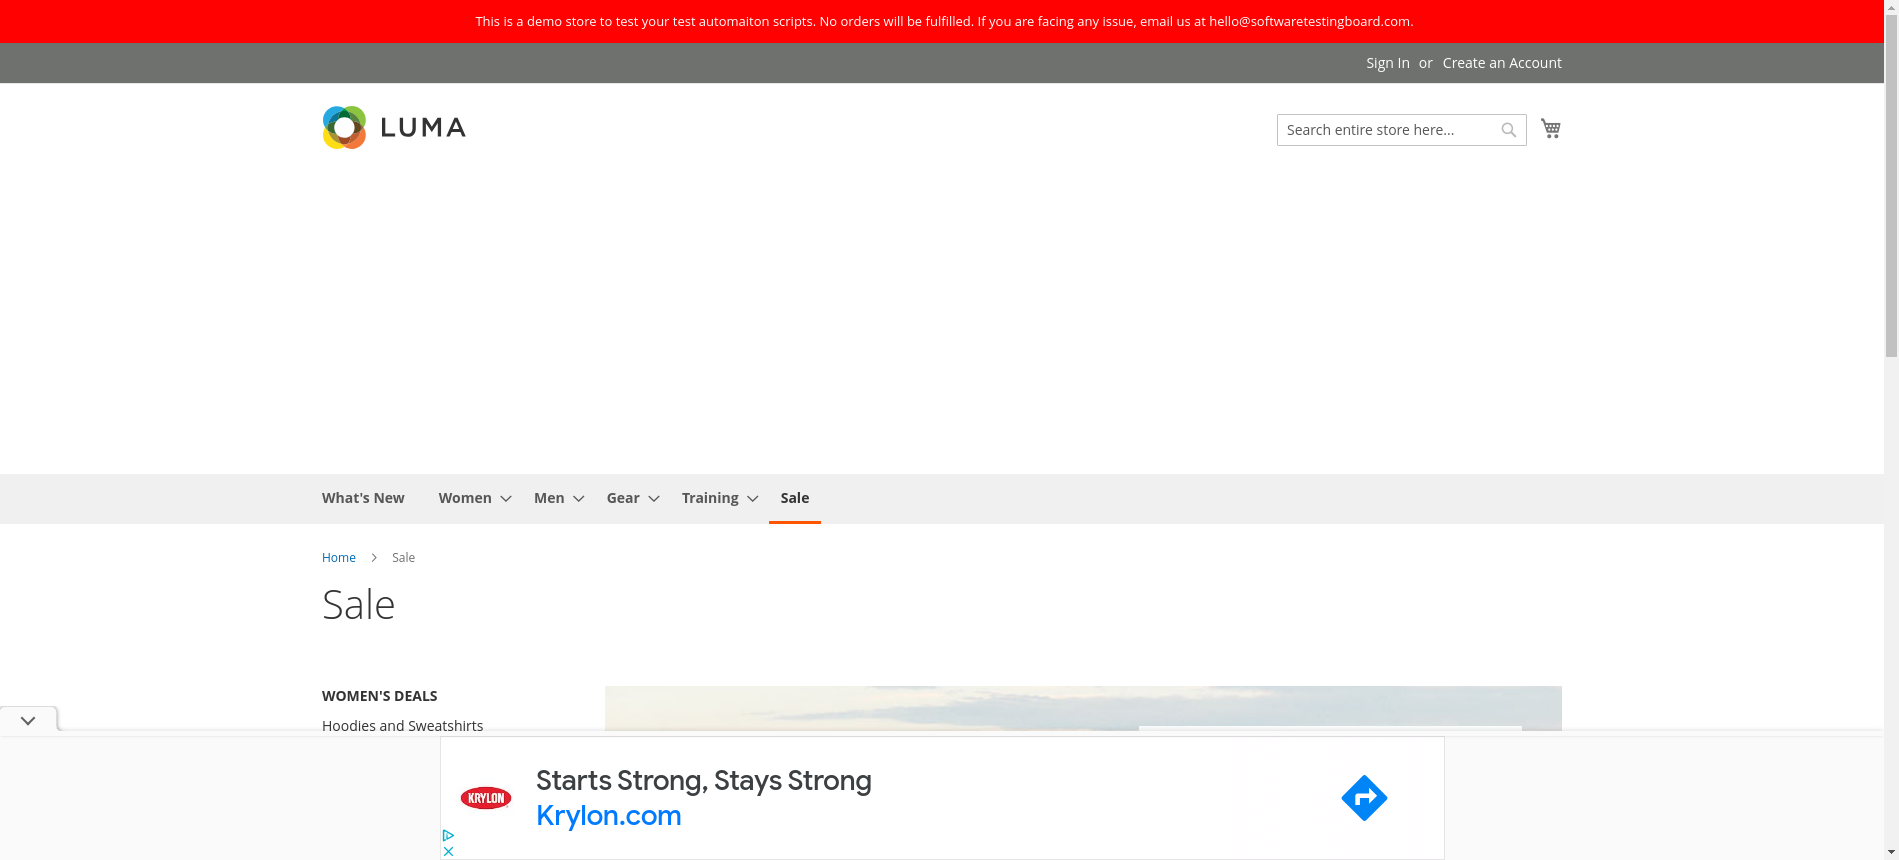 This is a demo store to test your test automaiton scripts. No orders will be fulfilled. If you are facing any issue, email us at hello@softwaretestingboard.com.
Sign In or Create an Account
LUMA
Search entire store here...
What's New Women Men Gear Training Sale
Home Sale
Sale
WOMEN'S DEALS
Hoodies and Sweatshirts
KRYLON
Starts Strong, Stays Strong
Krylon.com